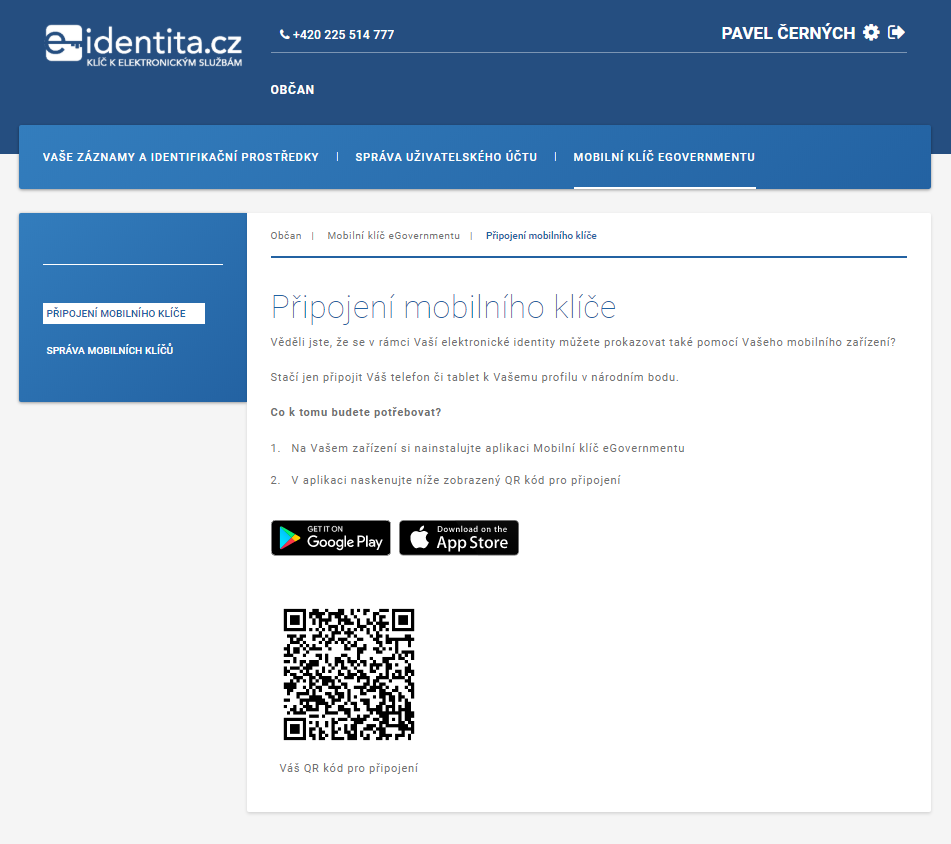 e-identita.cz
KLÍČ K ELEKTRONICKÝM SLUŽBÁM
+420 225 514 777
PAVEL ČERNÝCH
OBČAN
VAŠE ZÁZNAMY A IDENTIFIKAČNÍ PROSTŘEDKY | SPRÁVA UŽIVATELSKÉHO ÚČTU | MOBILNÍ KLÍČ EGOVERNMENTU
PŘIPOJENÍ MOBILNÍHO KLÍČE
SPRÁVA MOBILNÍCH KLÍČŮ
Občan | Mobilní klíč eGovernmentu | Připojení mobilního klíče
Připojení mobilního klíče
Věděli jste, že se v rámci Vaší elektronické identity můžete prokazovat také pomocí Vašeho mobilního zařízení?
Stačí jen připojit Váš telefon či tablet k Vašemu profilu v národním bodu.
Co k tomu budete potřebovat?
1. Na Vašem zařízení si nainstalujte aplikaci Mobilní klíč eGovernmentu
2. V aplikaci naskenujte níže zobrazený QR kód pro připojení
GET IT ON
Google Play
Download on the
App Store
Váš QR kód pro připojení